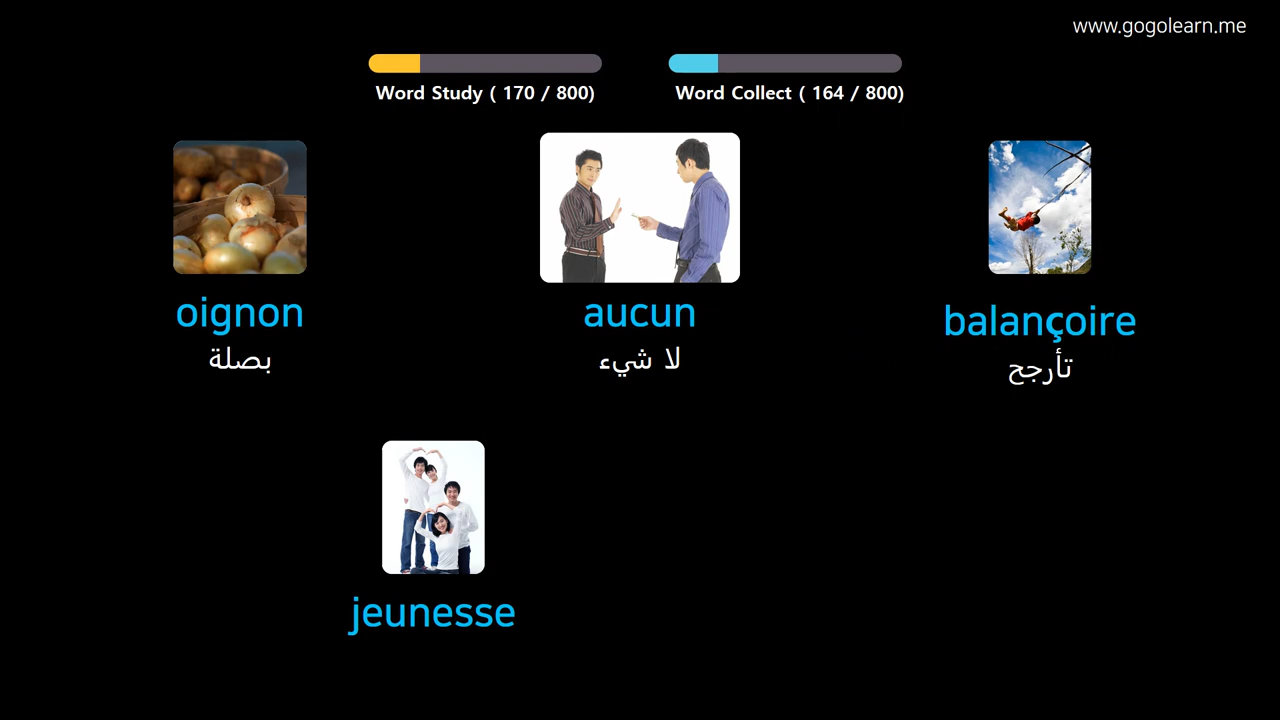 www.gogolearn.me
Word Study ( 170 / 800)
Word Collect ( 164 / 800)
oignon
بصلة
aucun
لا شيء
balançoire
تأرجح
jeunesse